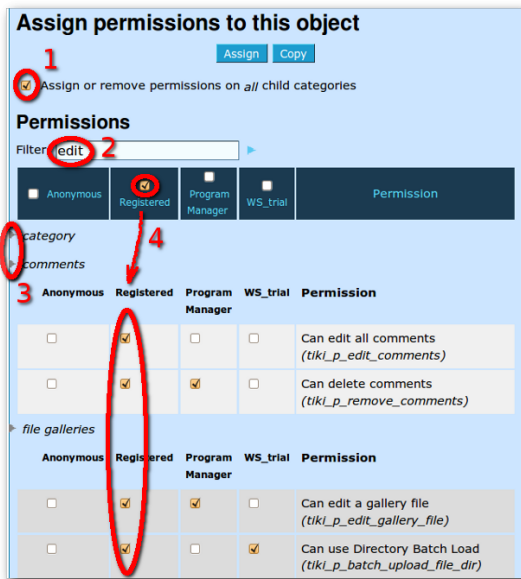 Assign permissions to this object
Assign Copy
1
Assign or remove permissions on all child categories
Permissions
Filter: edit 2
Anonymous Registered Program Manager WS_trial Permission
category
4
comments
3
Anonymous Registered Program Manager WS_trial Permission
Can edit all comments
(tiki_p_edit_comments)
Can delete comments
(tiki_p_remove_comments)
file galleries
Anonymous Registered Program Manager WS_trial Permission
Can edit a gallery file
(tiki_p_edit_gallery_file)
Can use Directory Batch Load
(tiki_p_batch_upload_file_dir)